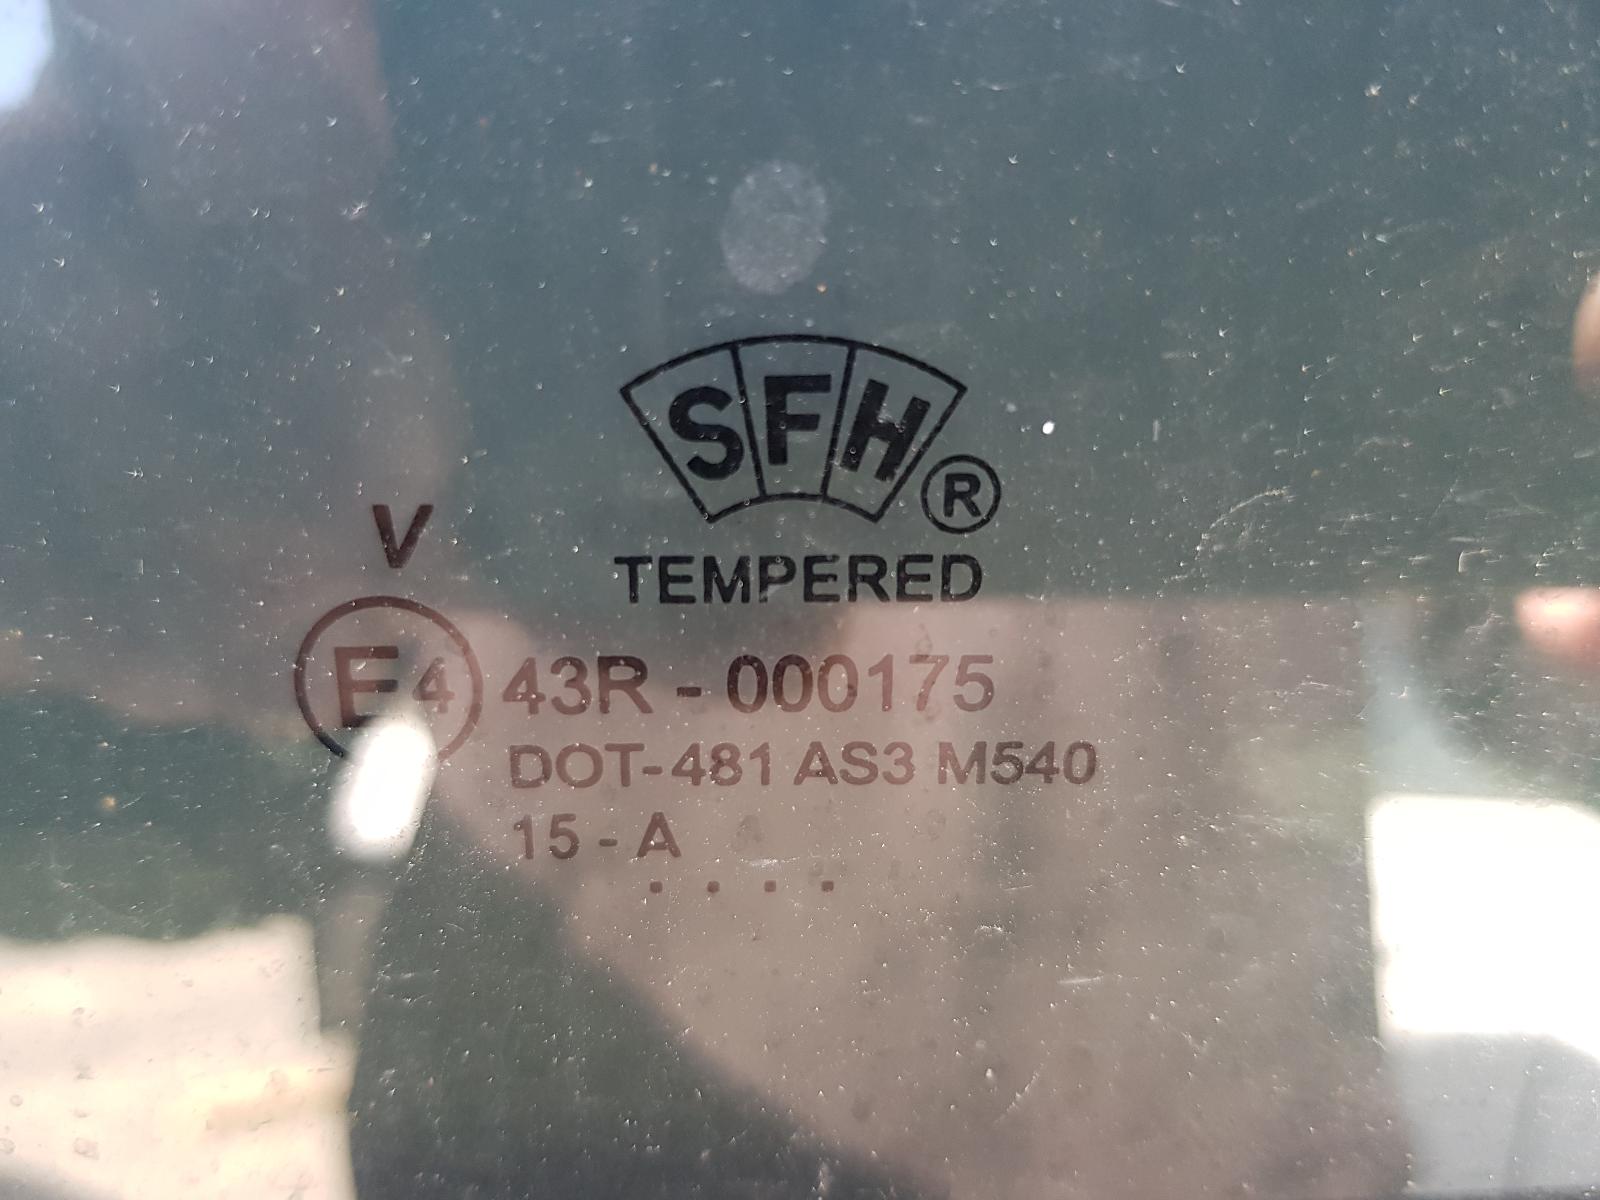 SFH ®
TEMPERED
V
E4 43R - 000175
DOT-481 AS3 M540
15 - A
. . . .